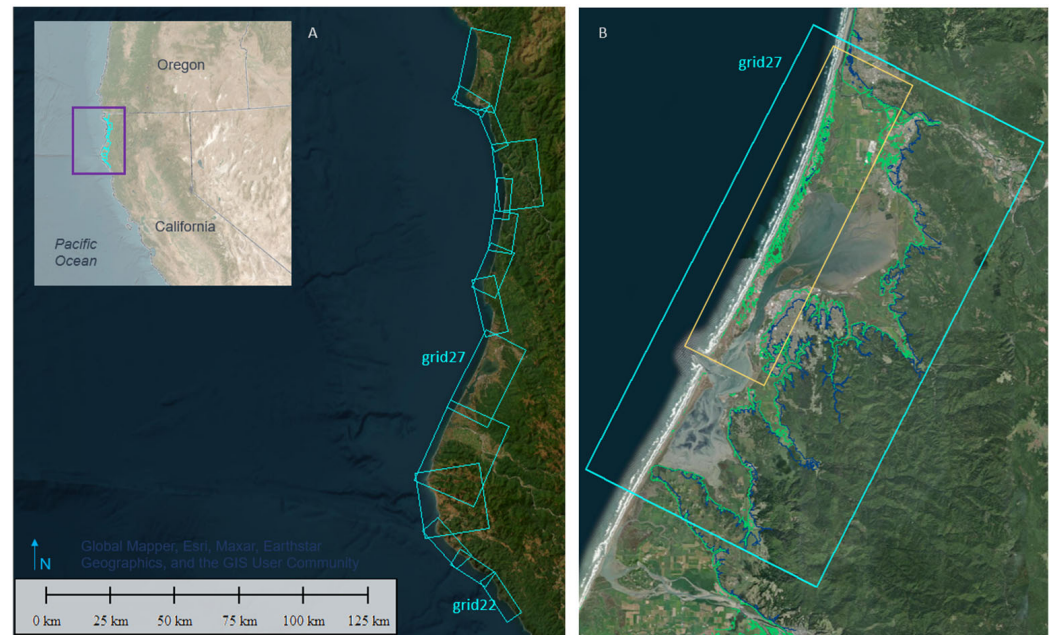 A
Oregon
California
Pacific
Ocean
grid27
grid22
N
Global Mapper, Esri, Maxar, Earthstar
Geographics, and the GIS User Community
0 km 25 km 50 km 75 km 100 km 125 km
B
grid27